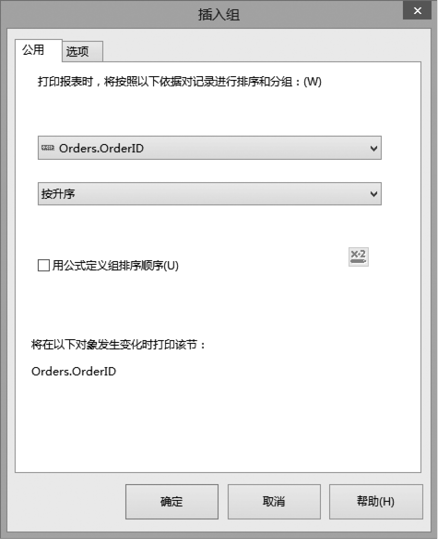 插入组
公用 选项
打印报表时，将按照以下依据对记录进行排序和分组：(W)
Orders.OrderID
按升序
用公式定义组排序顺序(U)
X·2
将在以下对象发生变化时打印该节：
Orders.OrderID
确定 取消 帮助(H)